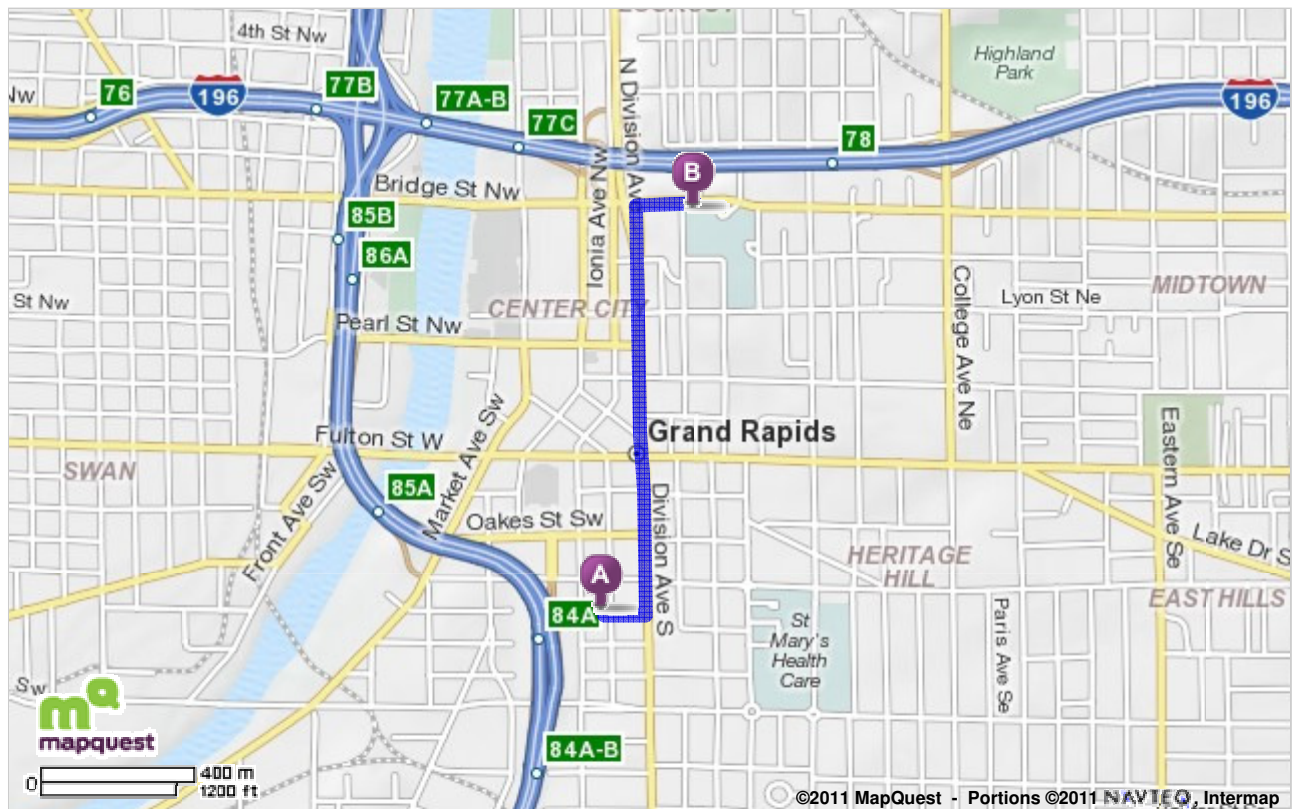 4th St Nw
N Division Av
Highland
Park
Nw
76
196
77B
77A-B
77C
78
196
B
Bridge St Nw
85B
86A
Ionia Ave Nw
St Nw
CENTER CITY
Lyon St Ne
MIDTOWN
Pearl St Nw
College Ave Ne
Fulton St W
Grand Rapids
SWAN
Market Ave Sw
Eastern Ave Se
85A
Front Ave Sw
Oakes St Sw
Division Ave S
Lake Dr S
HERITAGE
HILL
A
84A
EAST HILLS
St
Mary's
Health
Care
Paris Ave Se
Sw
mq
mapquest
84A-B
0
400 m
1200 ft
©2011 MapQuest - Portions ©2011 NAVTEQ, Intermap